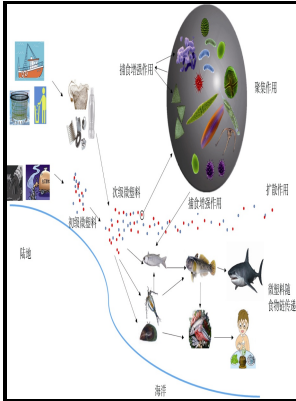 捕食增强作用
聚集作用
次级微塑料
初级微塑料
捕食增强作用
扩散作用
陆地
微塑料随
食物链传递
海洋